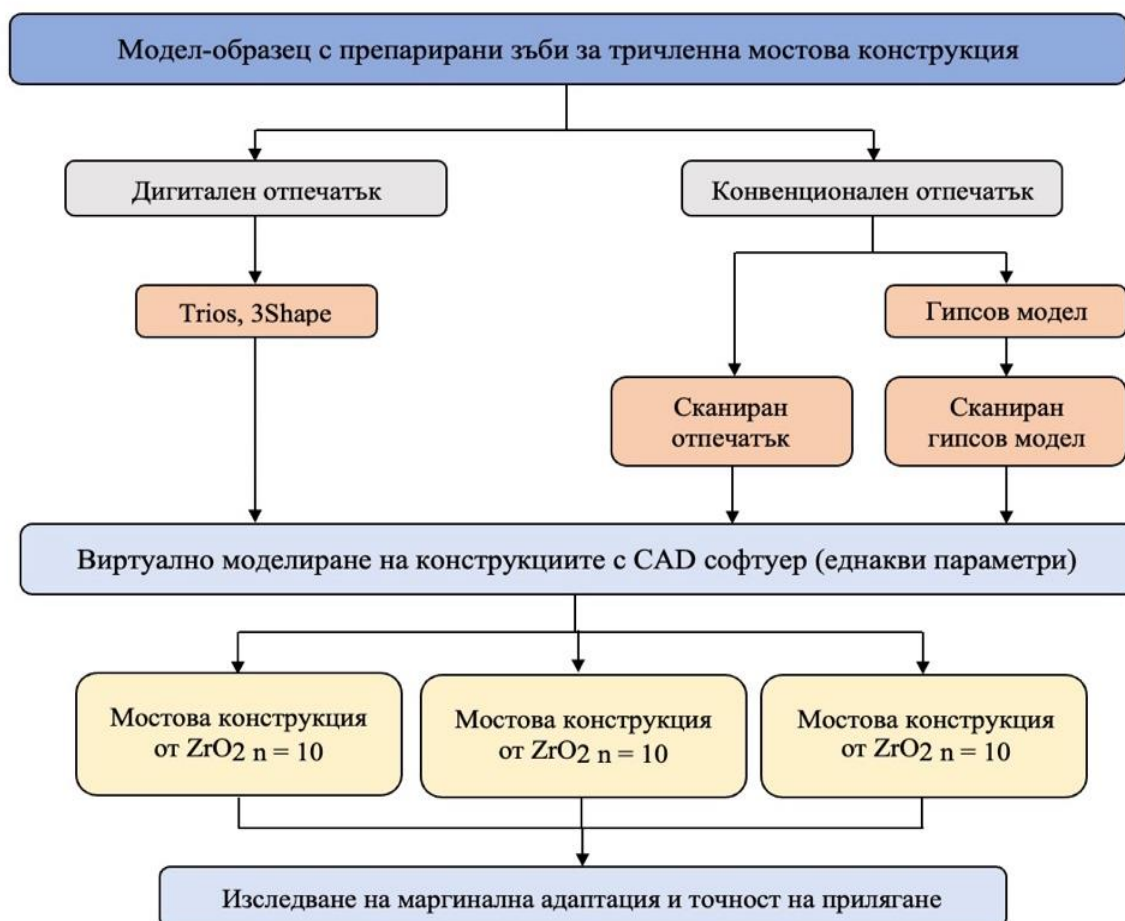 Модел-образец с препарирани зъби за тричленна мостова конструкция
Дигитален отпечатък
Конвенционален отпечатък
Trios, 3Shape
Гипсов модел
Сканиран
отпечатък
Сканиран
гипсов модел
Виртуално моделиране на конструкциите с CAD софтуер (еднакви параметри)
Мостова конструкция
от ZrO2 n = 10
Мостова конструкция
от ZrO2 n = 10
Мостова конструкция
от ZrO2 n = 10
Изследване на маргинална адаптация и точност на прилягане